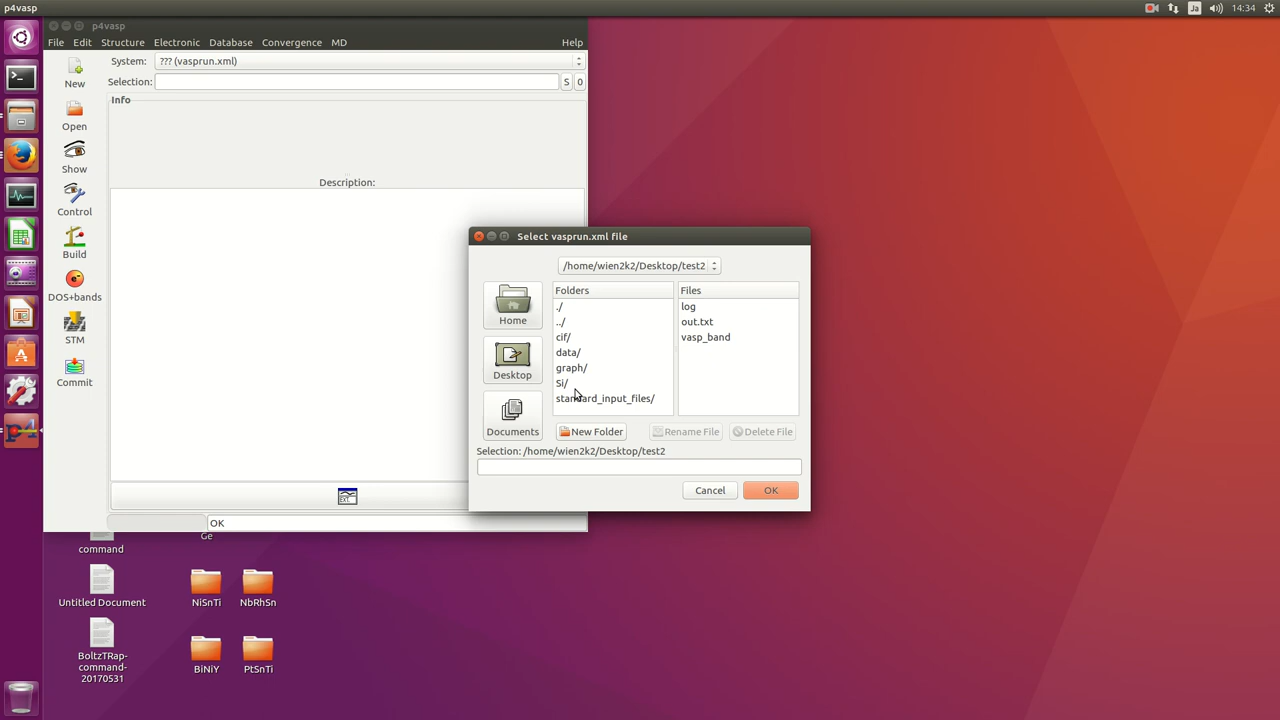 p4vasp
Ja
14:34
p4vasp
File Edit Structure Electronic Database Convergence MD Help
System: ??? (vasprun.xml)
New
Selection: S 0
Info
Open
Show
Description:
Control
Build
DOS+bands
STM
Commit
OK
Select vasprun.xml file
/home/wien2k2/Desktop/test2
Folders
Files
Home
Desktop
Documents
./
../
cif/
data/
graph/
Si/
standard_input_files/
log
out.txt
vasp_band
New Folder
Rename File
Delete File
Selection: /home/wien2k2/Desktop/test2
Cancel
OK
command
Ge
Untitled Document
NiSnTi
NbRhSn
BoltzTRap-
command-
20170531
BiNiY
PtSnTi